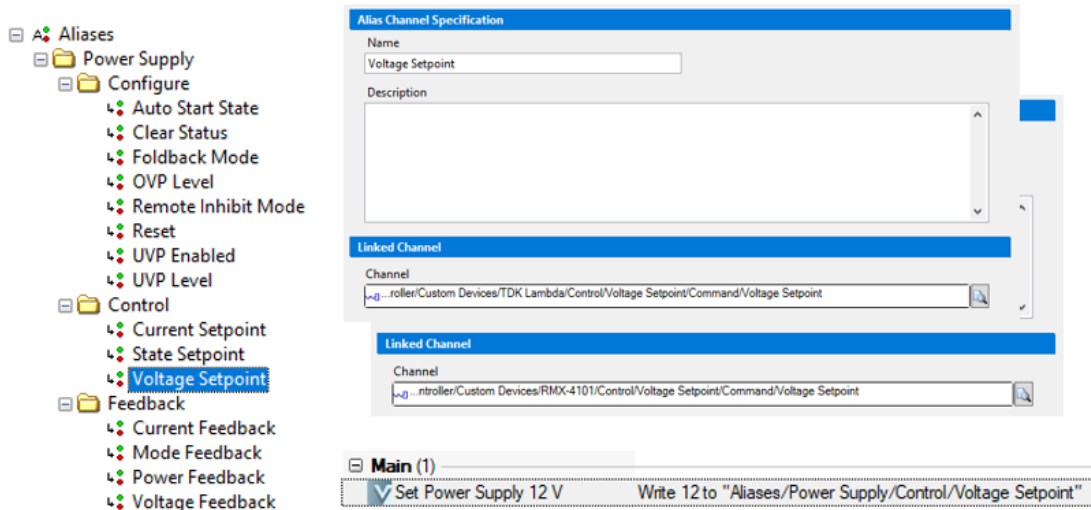 Aliases
Power Supply
Configure
Auto Start State
Clear Status
Foldback Mode
OVP Level
Remote Inhibit Mode
Reset
UVP Enabled
UVP Level
Control
Current Setpoint
State Setpoint
Voltage Setpoint
Feedback
Current Feedback
Mode Feedback
Power Feedback
Voltage Feedback
Alias Channel Specification
Name
Voltage Setpoint
Description
Linked Channel
Channel
...roller/Custom Devices/TDK Lambda/Control/Voltage Setpoint/Command/Voltage Setpoint
Linked Channel
Channel
...ntroller/Custom Devices/RMX-4101/Control/Voltage Setpoint/Command/Voltage Setpoint
Main (1)
Set Power Supply 12 V Write 12 to "Aliases/Power Supply/Control/Voltage Setpoint"